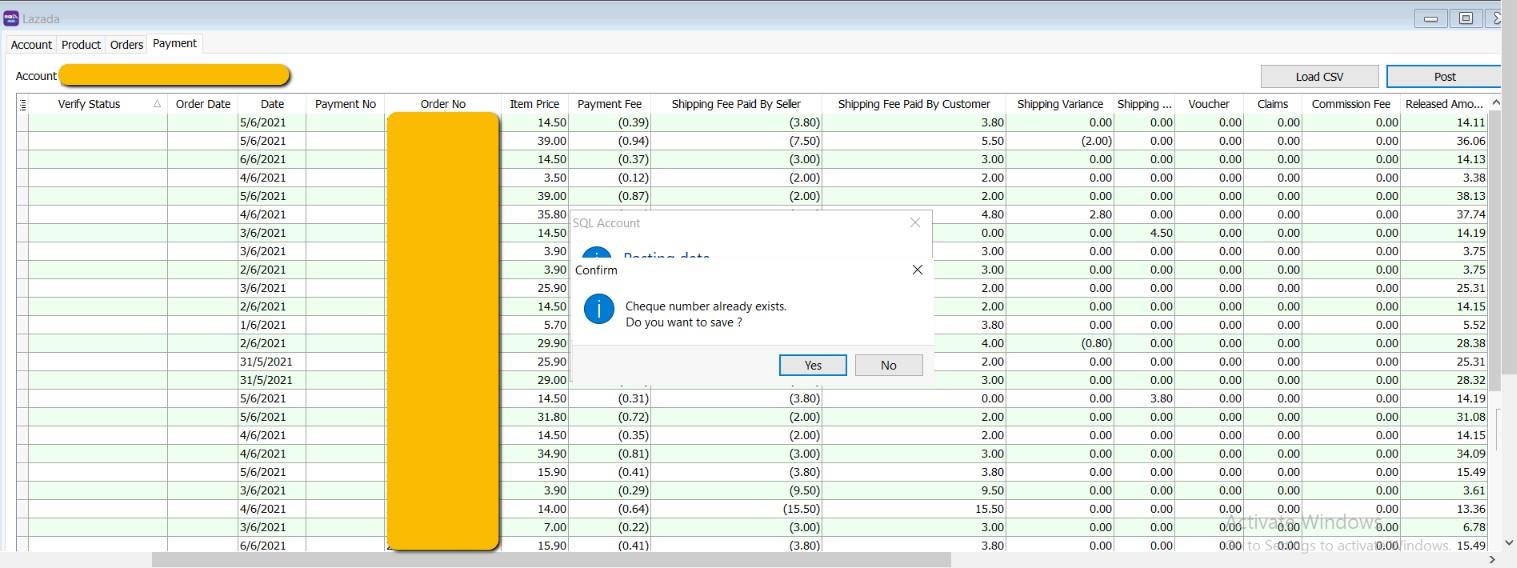 Lazada
Account Product Orders Payment
Account
Load CSV Post
Verify Status Order Date Date Payment No Order No Item Price Payment Fee Shipping Fee Paid By Seller Shipping Fee Paid By Customer Shipping Variance Shipping ... Voucher Claims Commission Fee Released Amo...
5/6/2021 14.50 (0.39) (3.80) 3.80 0.00 0.00 0.00 0.00 0.00 14.11
5/6/2021 39.00 (0.94) (7.50) 5.50 (2.00) 0.00 0.00 0.00 0.00 36.06
6/6/2021 14.50 (0.37) (3.00) 3.00 0.00 0.00 0.00 0.00 0.00 14.13
4/6/2021 3.50 (0.12) (2.00) 2.00 0.00 0.00 0.00 0.00 0.00 3.38
5/6/2021 39.00 (0.87) (2.00) 2.00 0.00 0.00 0.00 0.00 0.00 38.13
4/6/2021 35.80 4.80 2.80 0.00 0.00 0.00 0.00 37.74
3/6/2021 14.50 0.00 0.00 4.50 0.00 0.00 0.00 14.19
3/6/2021 3.90 3.00 0.00 0.00 0.00 0.00 0.00 3.75
2/6/2021 3.90 3.00 0.00 0.00 0.00 0.00 0.00 3.75
3/6/2021 25.90 2.00 0.00 0.00 0.00 0.00 0.00 25.31
2/6/2021 14.50 2.00 0.00 0.00 0.00 0.00 0.00 14.15
1/6/2021 5.70 3.80 0.00 0.00 0.00 0.00 0.00 5.52
2/6/2021 29.90 4.00 (0.80) 0.00 0.00 0.00 0.00 28.38
31/5/2021 25.90 2.00 0.00 0.00 0.00 0.00 0.00 25.31
31/5/2021 29.00 3.00 0.00 0.00 0.00 0.00 0.00 28.32
5/6/2021 14.50 (0.31) (3.80) 0.00 0.00 3.80 0.00 0.00 0.00 14.19
5/6/2021 31.80 (0.72) (2.00) 2.00 0.00 0.00 0.00 0.00 0.00 31.08
4/6/2021 14.50 (0.35) (2.00) 2.00 0.00 0.00 0.00 0.00 0.00 14.15
4/6/2021 34.90 (0.81) (3.00) 3.00 0.00 0.00 0.00 0.00 0.00 34.09
5/6/2021 15.90 (0.41) (3.80) 3.80 0.00 0.00 0.00 0.00 0.00 15.49
3/6/2021 3.90 (0.29) (9.50) 9.50 0.00 0.00 0.00 0.00 0.00 3.61
4/6/2021 14.00 (0.64) (15.50) 15.50 0.00 0.00 0.00 0.00 0.00 13.36
3/6/2021 7.00 (0.22) (3.00) 3.00 0.00 0.00 0.00 0.00 0.00 6.78
6/6/2021 15.90 (0.41) (3.80) 3.80 0.00 0.00 0.00 0.00 0.00 15.49
SQL Account
Posting data
Confirm
Cheque number already exists.
Do you want to save ?
Yes No
Activate Windows
Go to Settings to activate Windows.